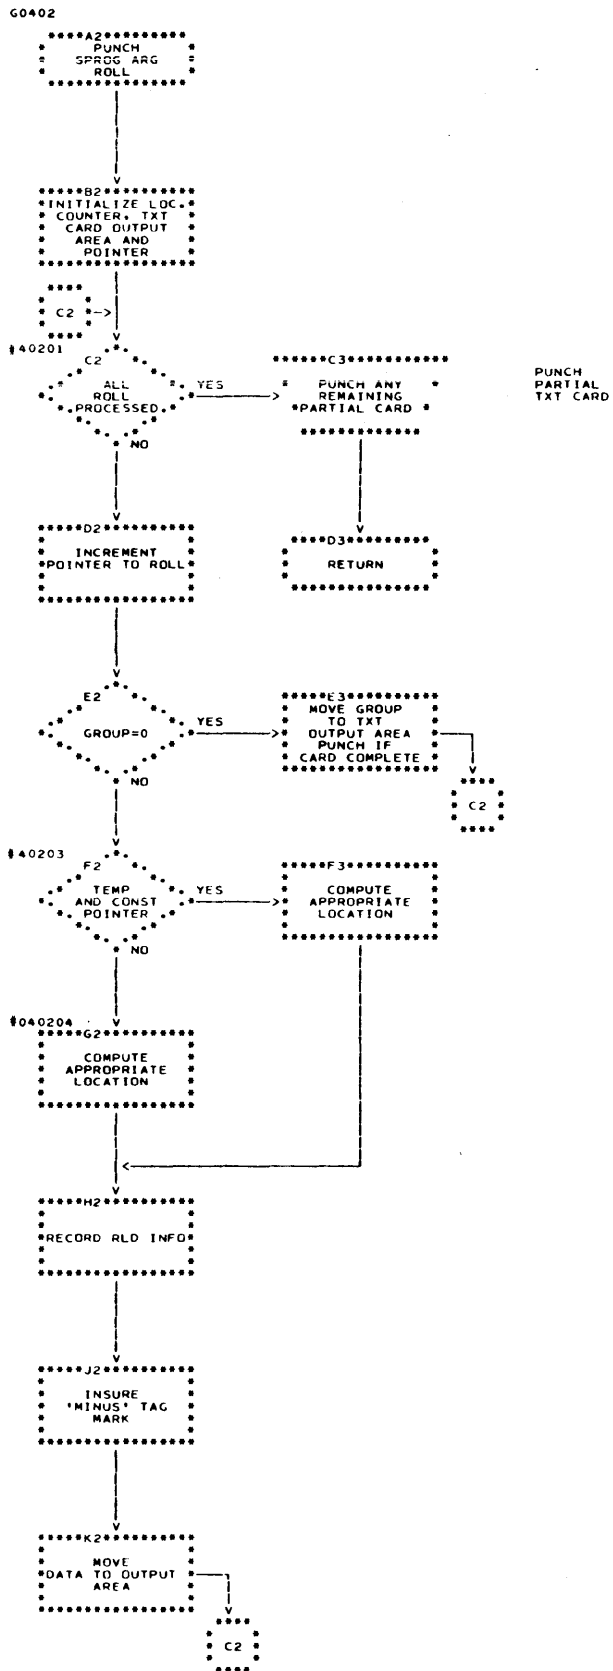 G0402
A2
PUNCH
SPROG ARG
ROLL
B2
INITIALIZE LOC.
COUNTER, TXT
CARD OUTPUT
AREA AND
POINTER
C2
#40201
C2
ALL
ROLL
PROCESSED
YES
NO
C3
PUNCH ANY
REMAINING
PARTIAL CARD
PUNCH
PARTIAL
TXT CARD
D2
INCREMENT
POINTER TO ROLL
D3
RETURN
E2
GROUP=0
YES
NO
E3
MOVE GROUP
TO TXT
OUTPUT AREA
PUNCH IF
CARD COMPLETE
C2
#40203
F2
TEMP
AND CONST
POINTER
YES
NO
F3
COMPUTE
APPROPRIATE
LOCATION
#040204
G2
COMPUTE
APPROPRIATE
LOCATION
H2
RECORD RLD INFO
J2
INSURE
'MINUS' TAG
MARK
K2
MOVE
DATA TO OUTPUT
AREA
C2